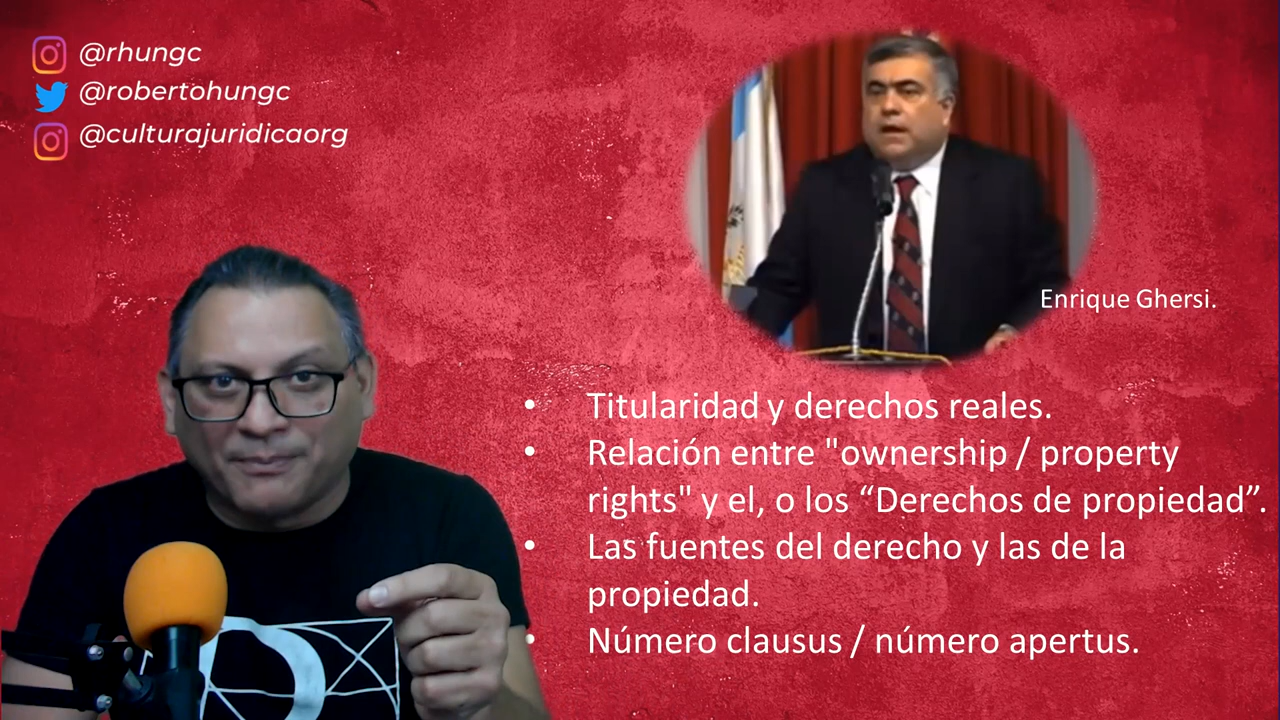 @rhungc
@robertohungc
@culturajuridicaorg
Enrique Ghersi.
• Titularidad y derechos reales.
• Relación entre "ownership / property
rights" y el, o los “Derechos de propiedad”.
• Las fuentes del derecho y las de la
propiedad.
• Número clausus / número apertus.